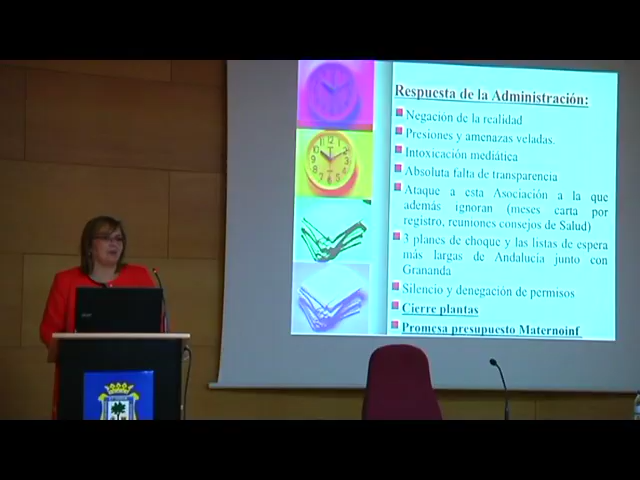 Respuesta de la Administración:
Negación de la realidad
Presiones y amenazas veladas.
Intoxicación mediática
Absoluta falta de transparencia
Ataque a esta Asociación a la que
además ignoran (meses carta por
registro, reuniones consejos de Salud)
3 planes de choque y las listas de espera
más largas de Andalucía junto con
Grananda
Silencio y denegación de permisos
Cierre plantas
Promesa presupuesto Maternoinf